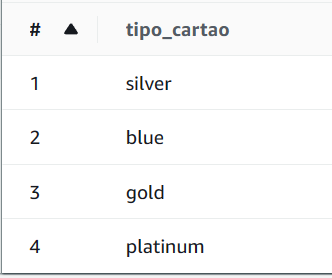 # ▲ tipo_cartao
1 silver
2 blue
3 gold
4 platinum